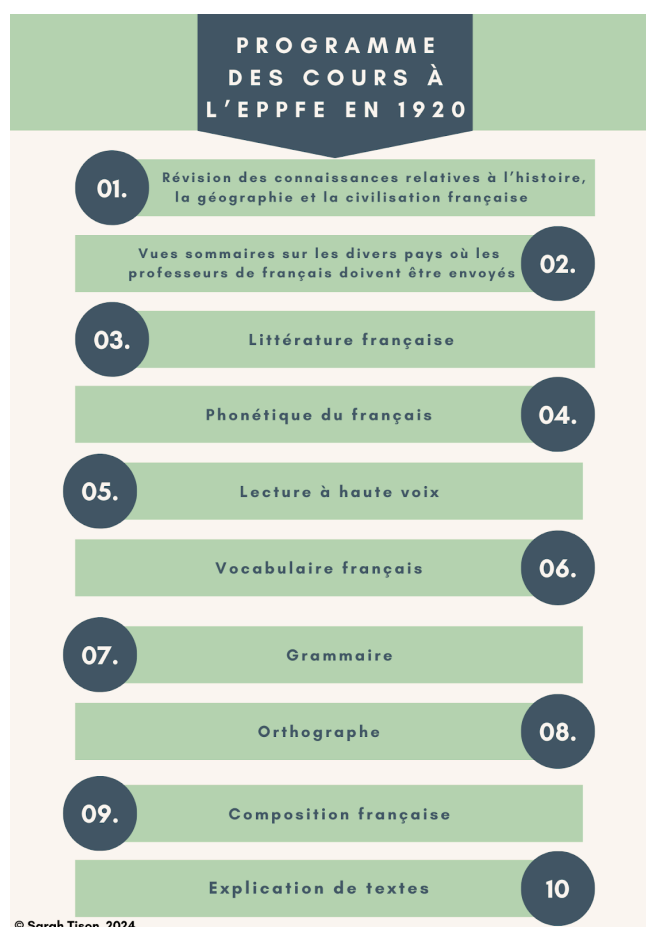 PROGRAMME
DES COURS À
L'EPPFE EN 1920
01.
Révision des connaissances relatives à l'histoire,
la géographie et la civilisation française
Vues sommaires sur les divers pays où les
professeurs de français doivent être envoyés
02.
03.
Littérature française
Phonétique du français
04.
05.
Lecture à haute voix
Vocabulaire français
06.
07.
Grammaire
Orthographe
08.
09.
Composition française
Explication de textes
10
© Sarah Tison, 2024